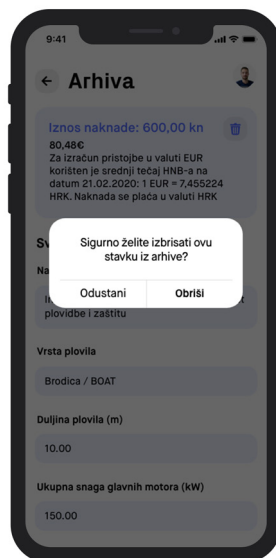 9:41
Arhiva
Iznos naknade: 600,00 kn
80,48€
Za izračun pristojbe u valuti EUR
korišten je srednji tečaj HNB-a na
datum 21.02.2020: 1 EUR = 7,455224
HRK. Naknada se plaća u valuti HRK
Sigurno želite izbrisati ovu
stavku iz arhive?
Odustani Obriši
plovidbe i zaštitu
Vrsta plovila
Brodica / BOAT
Duljina plovila (m)
10.00
Ukupna snaga glavnih motora (kW)
150.00